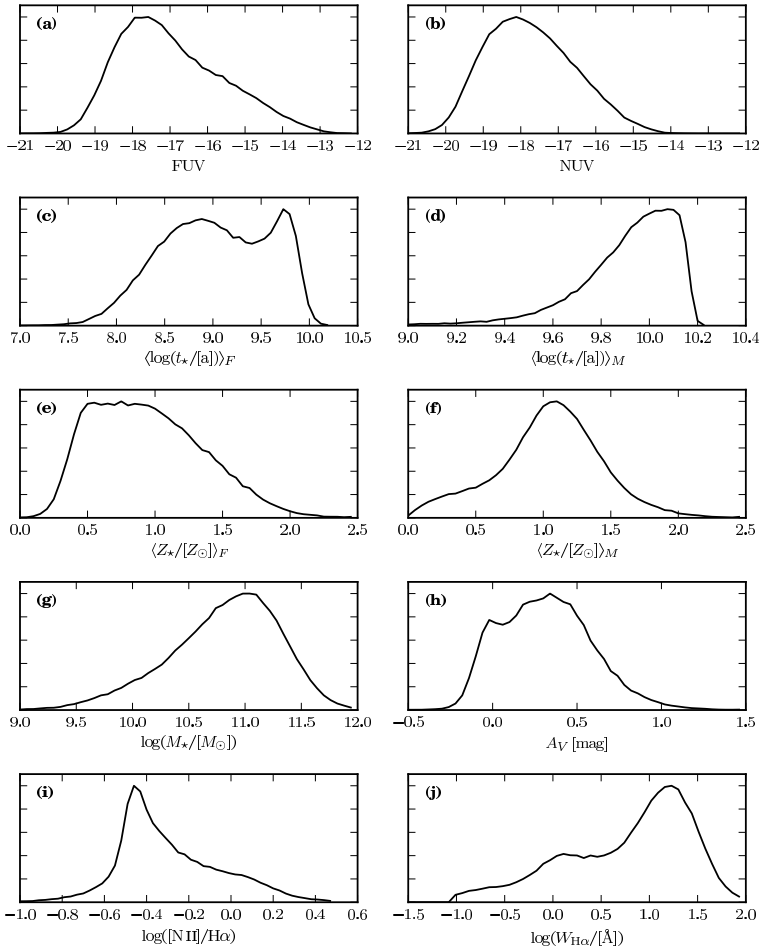 (a)
−21 −20 −19 −18 −17 −16 −15 −14 −13 −12
FUV
(b)
−21 −20 −19 −18 −17 −16 −15 −14 −13 −12
NUV
(c)
7.0 7.5 8.0 8.5 9.0 9.5 10.0 10.5
⟨log(t⋆/[a])⟩F
(d)
9.0 9.2 9.4 9.6 9.8 10.0 10.2 10.4
⟨log(t⋆/[a])⟩M
(e)
0.0 0.5 1.0 1.5 2.0 2.5
⟨Z⋆/[Z⊙]⟩F
(f)
0.0 0.5 1.0 1.5 2.0 2.5
⟨Z⋆/[Z⊙]⟩M
(g)
9.0 9.5 10.0 10.5 11.0 11.5 12.0
log(M⋆/[M⊙])
(h)
−0.5 0.0 0.5 1.0 1.5
AV [mag]
(i)
−1.0 −0.8 −0.6 −0.4 −0.2 0.0 0.2 0.4 0.6
log([N II]/Hα)
(j)
−1.5 −1.0 −0.5 0.0 0.5 1.0 1.5 2.0
log(WHα/[Å])